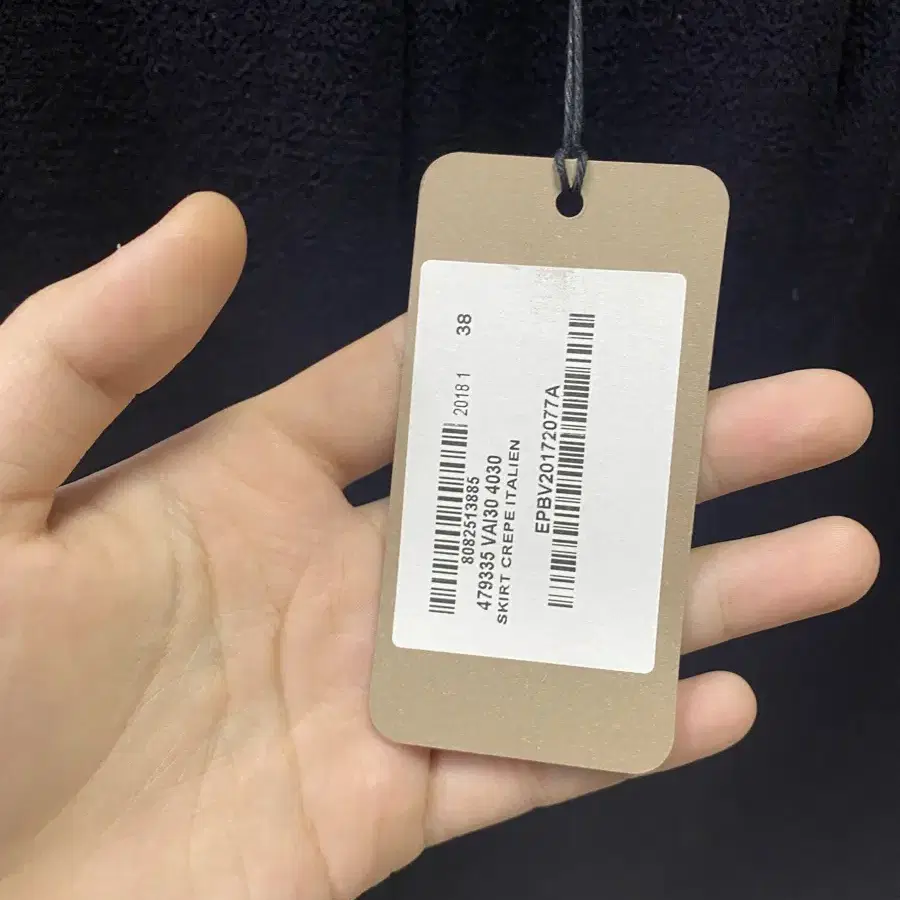 38
2018 1
8082513885
479335 VAI30 4030
SKIRT CREPE ITALIEN
EPBV20172077A